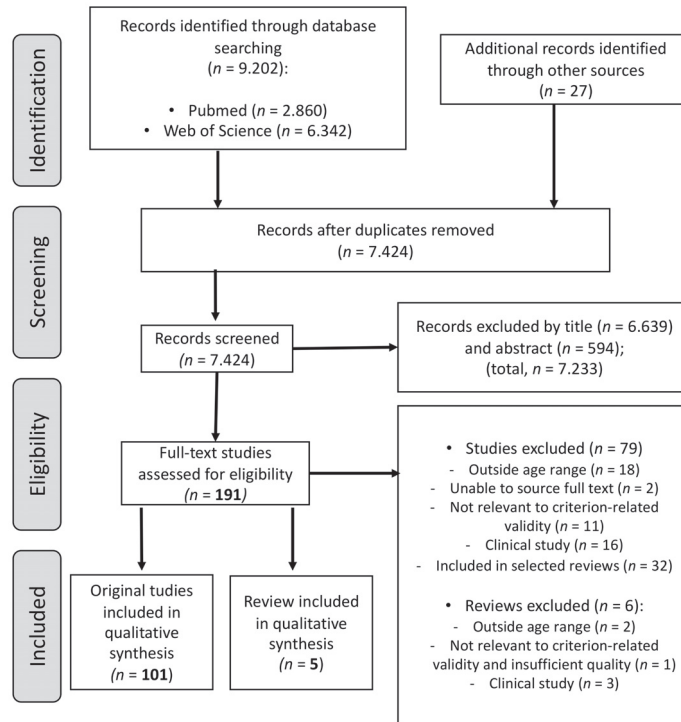 Identification
Records identified through database
searching
(n = 9.202):
• Pubmed (n = 2.860)
• Web of Science (n = 6.342)
Additional records identified
through other sources
(n = 27)
Screening
Records after duplicates removed
(n = 7.424)
Records screened
(n = 7.424)
Records excluded by title (n = 6.639)
and abstract (n = 594);
(total, n = 7.233)
Eligibility
Full-text studies
assessed for eligibility
(n = 191)
• Studies excluded (n = 79)
- Outside age range (n = 18)
- Unable to source full text (n = 2)
- Not relevant to criterion-related
validity (n = 11)
- Clinical study (n = 16)
- Included in selected reviews (n = 32)
• Reviews excluded (n = 6):
- Outside age range (n = 2)
- Not relevant to criterion-related
validity and insufficient quality (n = 1)
- Clinical study (n = 3)
Included
Original tudies
included in
qualitative
synthesis
n = 101)
Review included
in qualitative
synthesis
(n = 5)